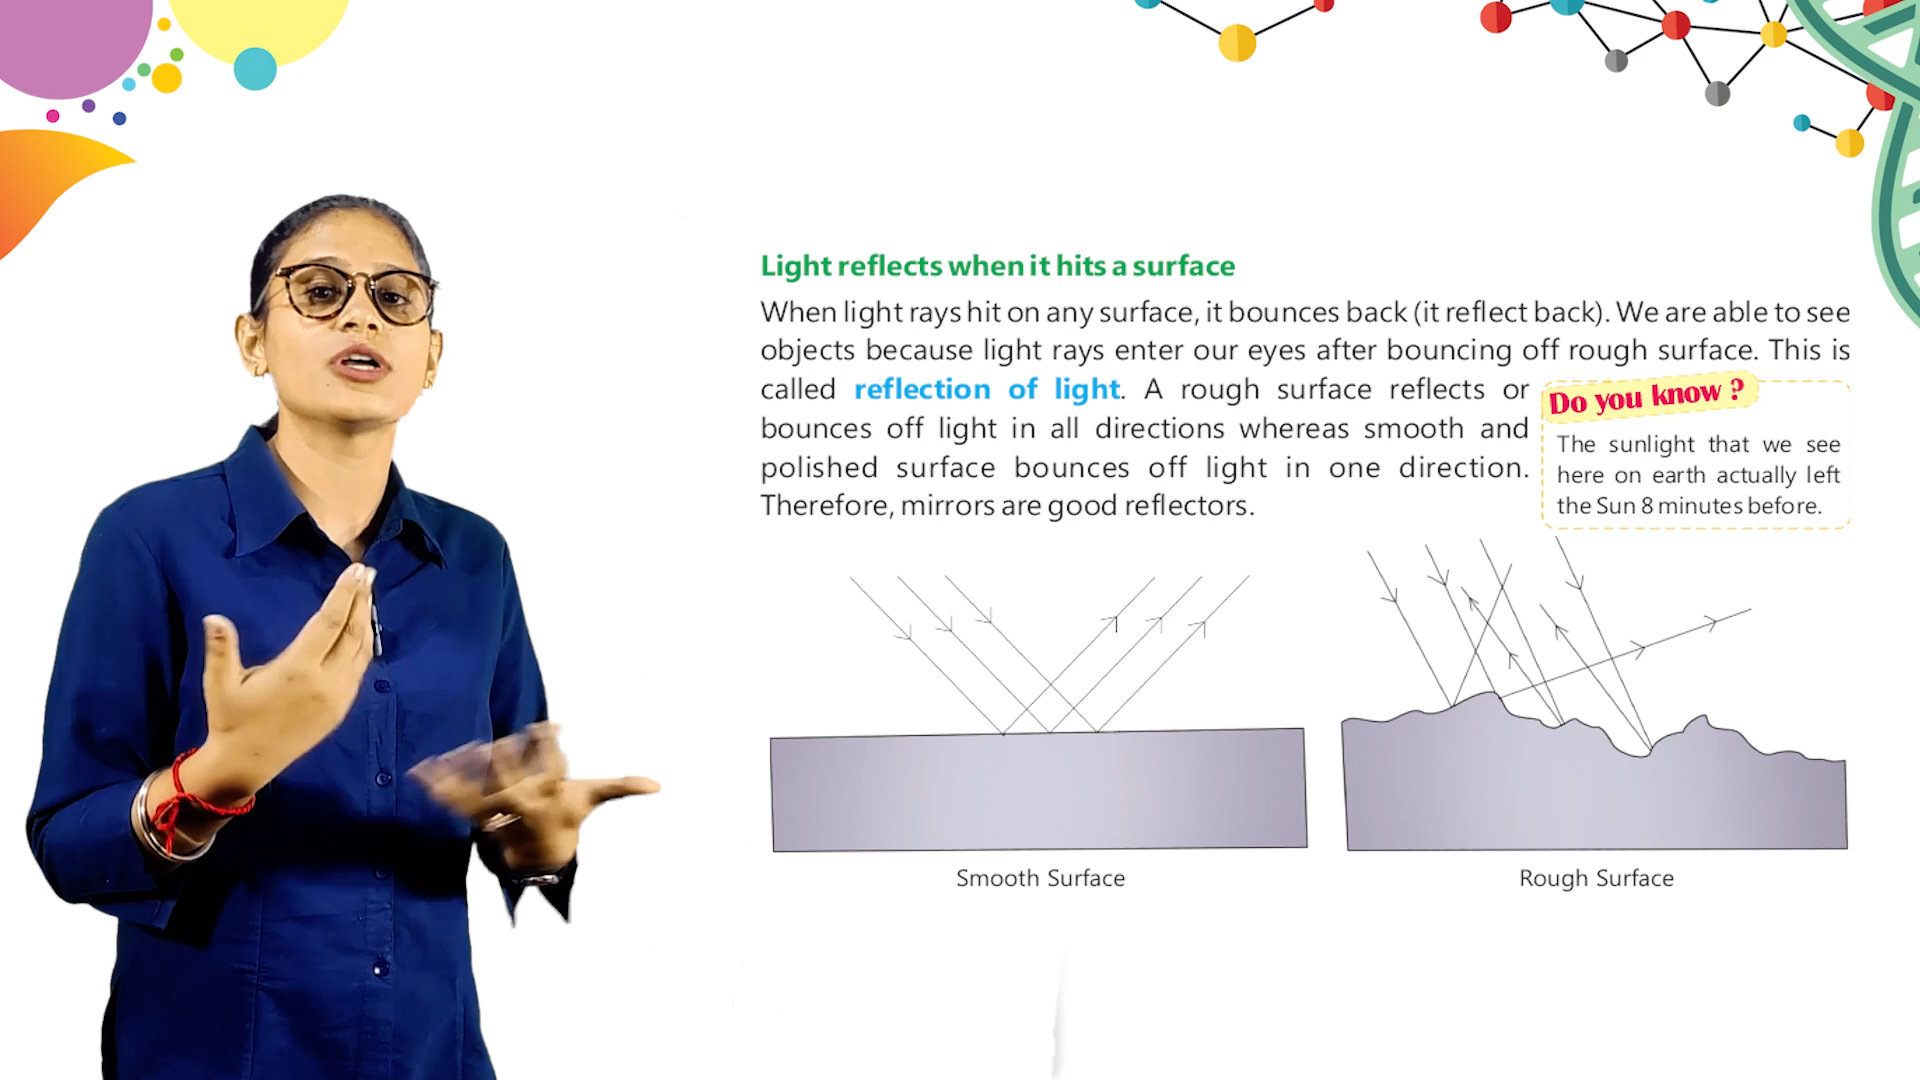 Light reflects when it hits a surface
When light rays hit on any surface, it bounces back (it reflect back). We are able to see
objects because light rays enter our eyes after bouncing off rough surface. This is
called reflection of light. A rough surface reflects or
bounces off light in all directions whereas smooth and
polished surface bounces off light in one direction.
Therefore, mirrors are good reflectors.
Do you know ?
The sunlight that we see
here on earth actually left
the Sun 8 minutes before.
Smooth Surface
Rough Surface